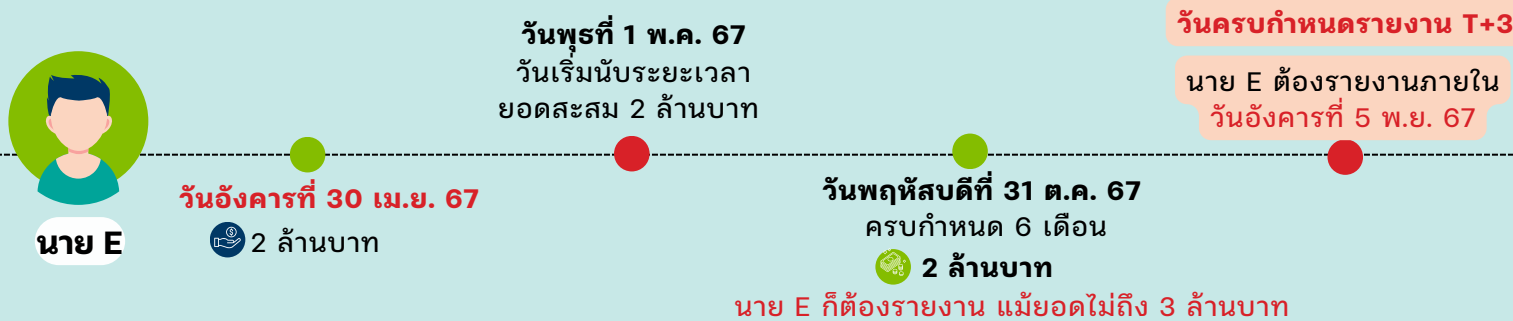 นาย E
วันอังคารที่ 30 เม.ย. 67
2 ล้านบาท
วันพุธที่ 1 พ.ค. 67
วันเริ่มนับระยะเวลา
ยอดสะสม 2 ล้านบาท
วันพฤหัสบดีที่ 31 ต.ค. 67
ครบกำหนด 6 เดือน
2 ล้านบาท
นาย E ก็ต้องรายงาน แม้ยอดไม่ถึง 3 ล้านบาท
วันครบกำหนดรายงาน T+3
นาย E ต้องรายงานภายใน
วันอังคารที่ 5 พ.ย. 67